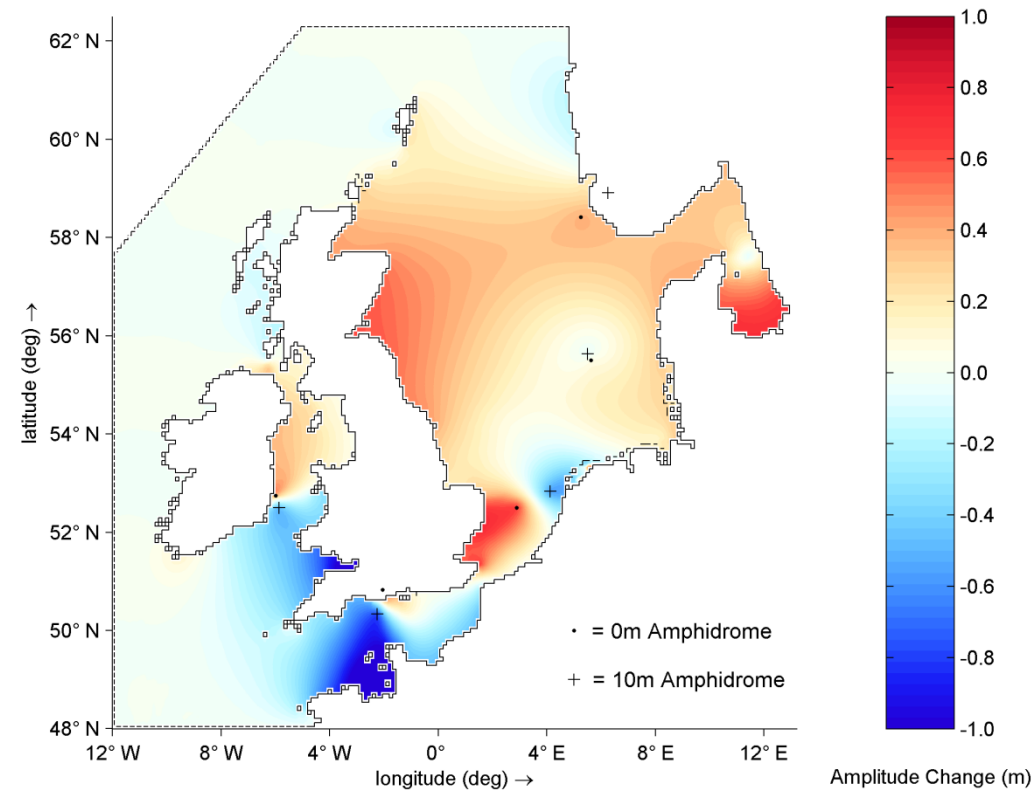 62° N
60° N
58° N
56° N
54° N
52° N
50° N
48° N
latitude (deg) →
12° W
8° W
4° W
0°
4° E
8° E
12° E
longitude (deg) →
• = 0m Amphidrome
+ = 10m Amphidrome
1.0
0.8
0.6
0.4
0.2
0.0
-0.2
-0.4
-0.6
-0.8
-1.0
Amplitude Change (m)